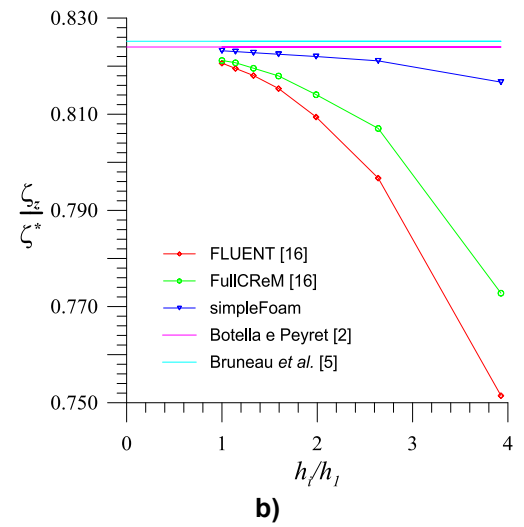 0.830
0.810
0.790
0.770
0.750
ζ* | ζ
FLUENT [16]
FullCReM [16]
simpleFoam
Botella e Peyret [2]
Bruneau et al. [5]
0 1 2 3 4
hᵢ/h₁
b)